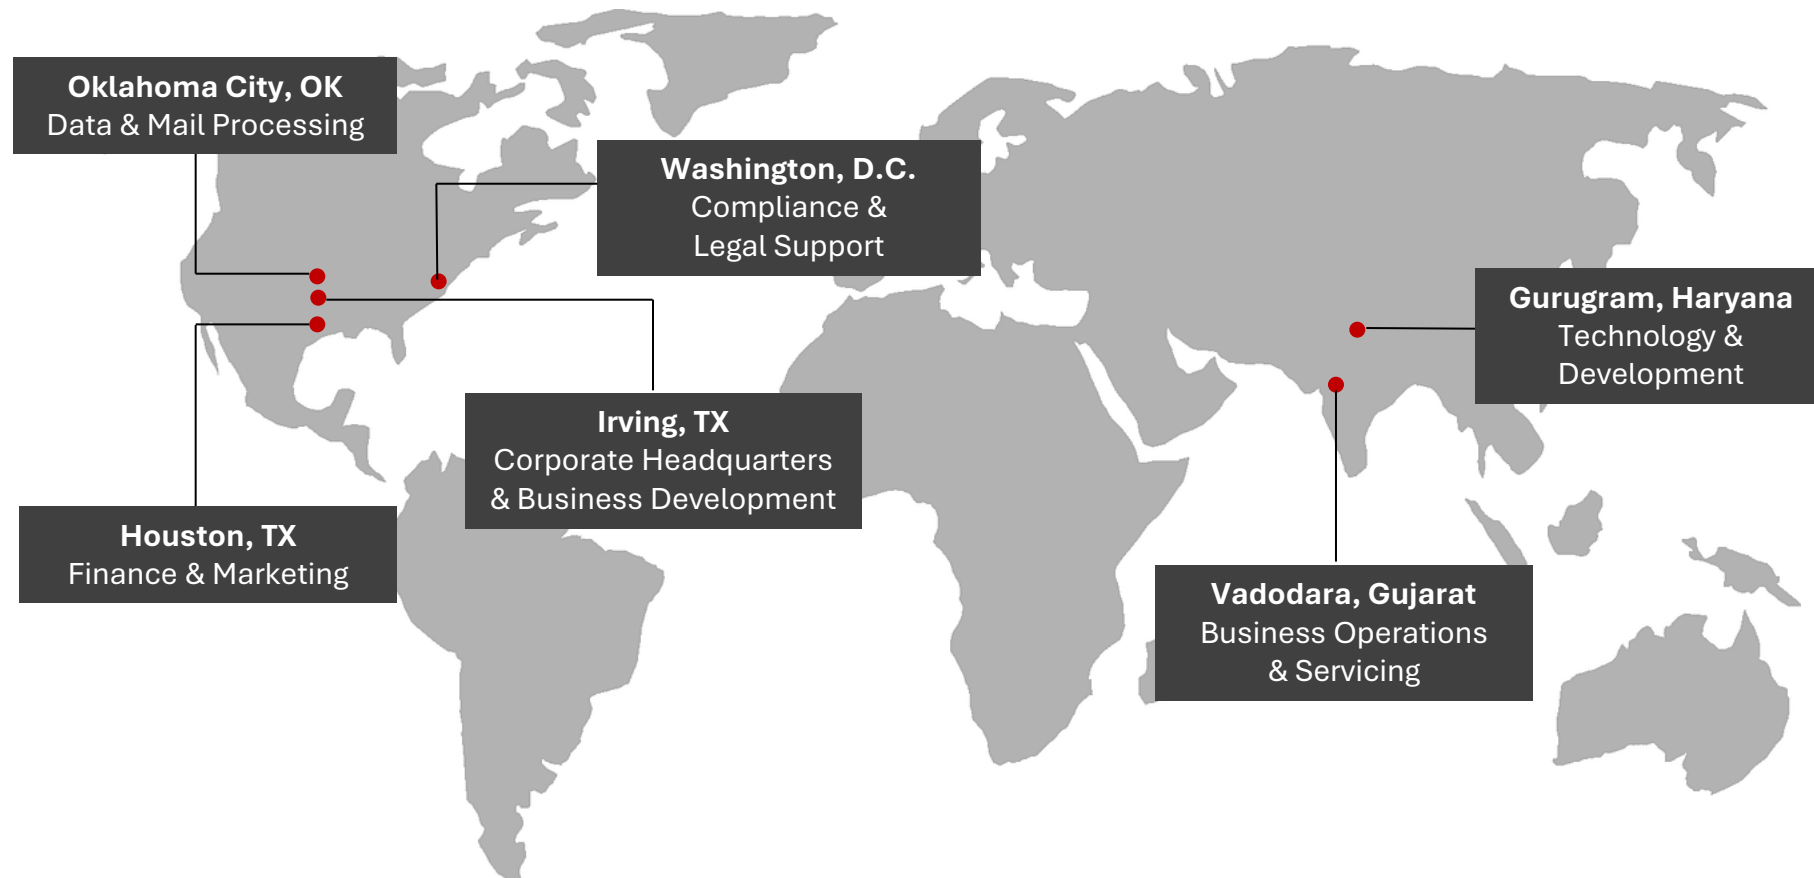 Oklahoma City, OK
Data & Mail Processing
Washington, D.C.
Compliance &
Legal Support
Gurugram, Haryana
Technology &
Development
Irving, TX
Corporate Headquarters
& Business Development
Houston, TX
Finance & Marketing
Vadodara, Gujarat
Business Operations
& Servicing